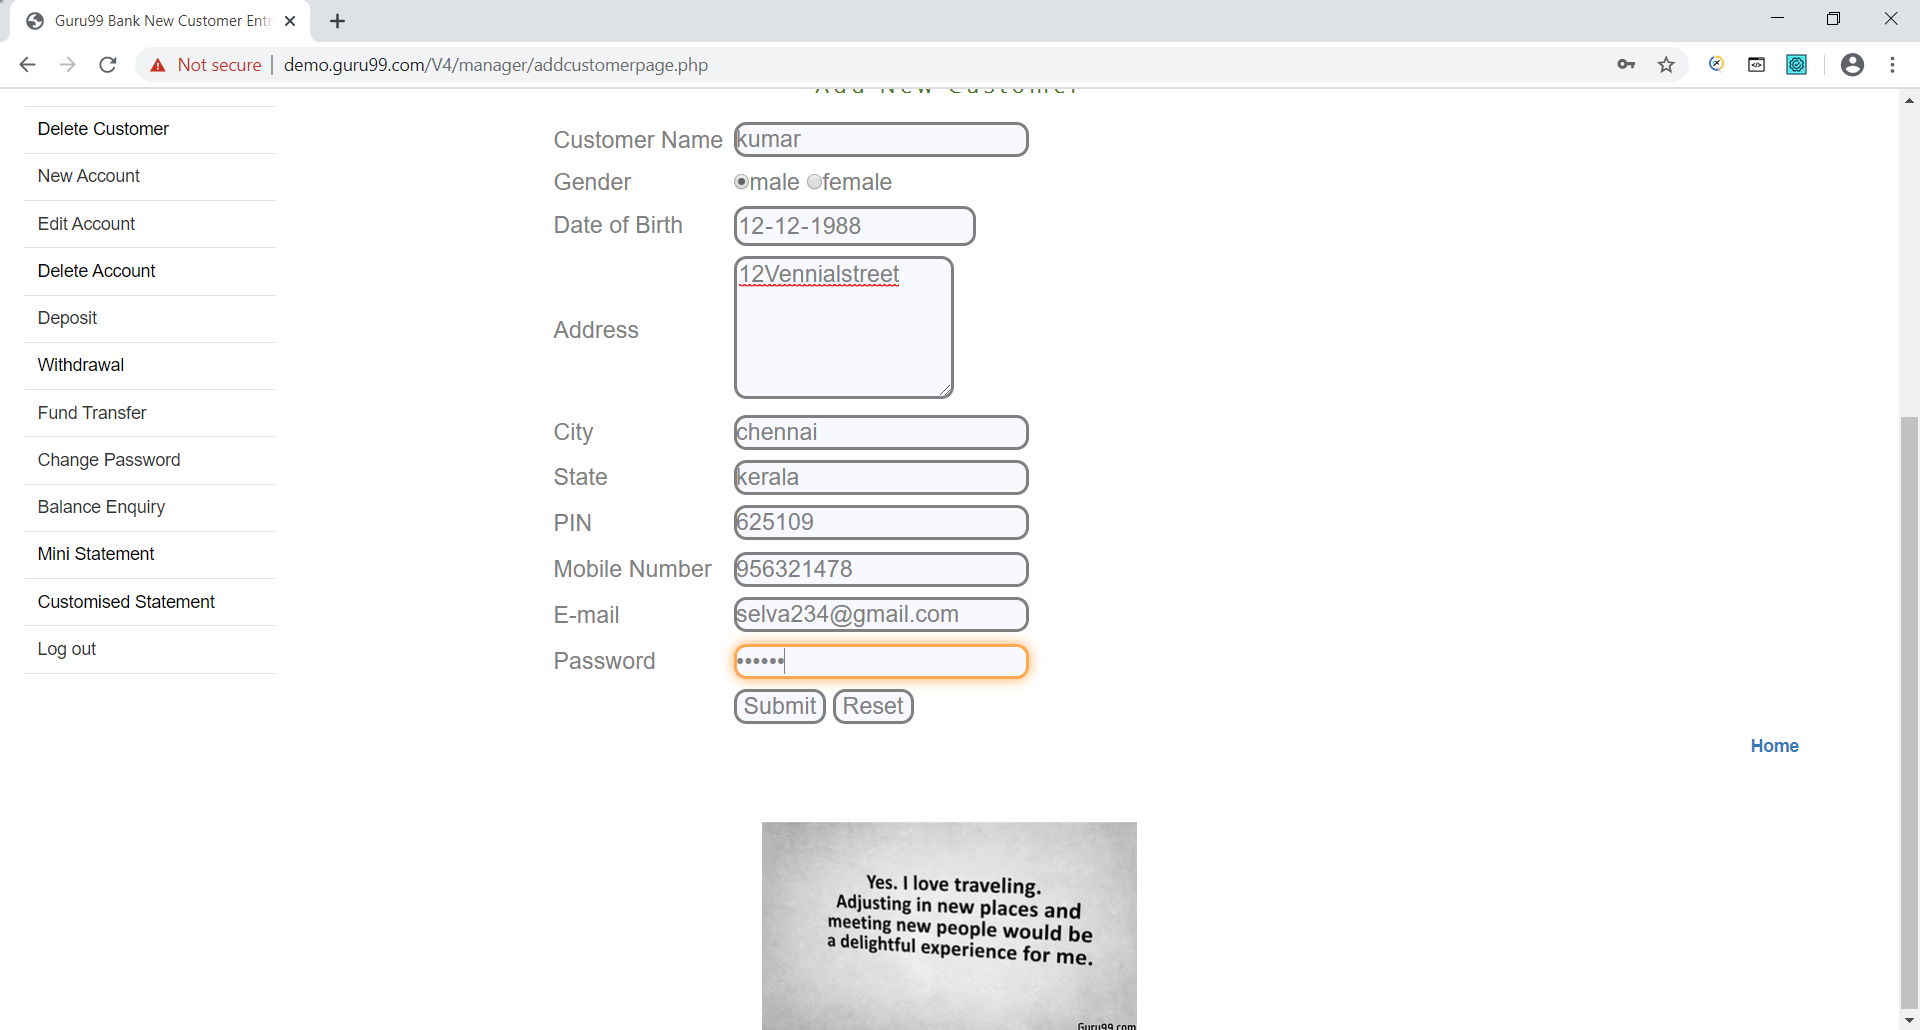 Guru99 Bank New Customer Entr
Not secure
demo.guru99.com/V4/manager/addcustomerpage.php
Add New Customer
Delete Customer
New Account
Edit Account
Delete Account
Deposit
Withdrawal
Fund Transfer
Change Password
Balance Enquiry
Mini Statement
Customised Statement
Log out
Customer Name kumar
Gender male female
Date of Birth 12-12-1988
Address 12Vennialstreet
City chennai
State kerala
PIN 625109
Mobile Number 956321478
E-mail selva234@gmail.com
Password ••••••
Submit Reset
Home
Yes. I love traveling.
Adjusting in new places and
meeting new people would be
a delightful experience for me.
Guru99.com